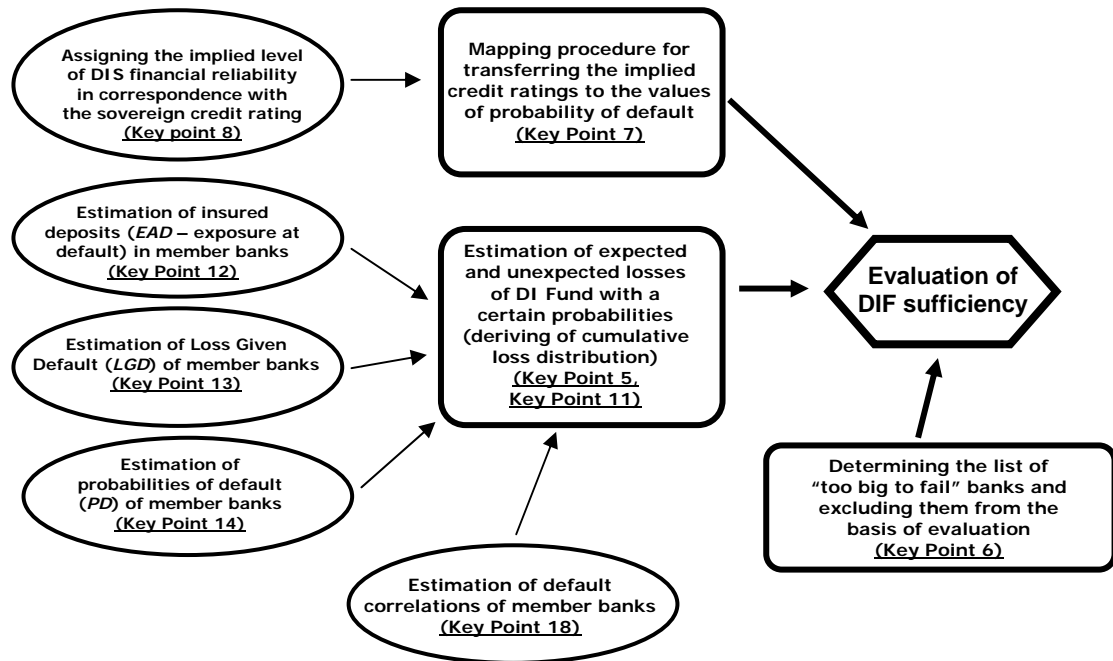 Assigning the implied level
of DIS financial reliability
in correspondence with
the sovereign credit rating
(Key point 8)
Mapping procedure for
transferring the implied
credit ratings to the values
of probability of default
(Key Point 7)
Estimation of insured
deposits (EAD – exposure at
default) in member banks
(Key Point 12)
Estimation of expected
and unexpected losses
of DI Fund with a
certain probabilities
(deriving of cumulative
loss distribution)
(Key Point 5,
Key Point 11)
Evaluation of
DIF sufficiency
Estimation of Loss Given
Default (LGD) of member banks
(Key Point 13)
Estimation of
probabilities of default
(PD) of member banks
(Key Point 14)
Determining the list of
“too big to fail” banks and
excluding them from the
basis of evaluation
(Key Point 6)
Estimation of default
correlations of member banks
(Key Point 18)